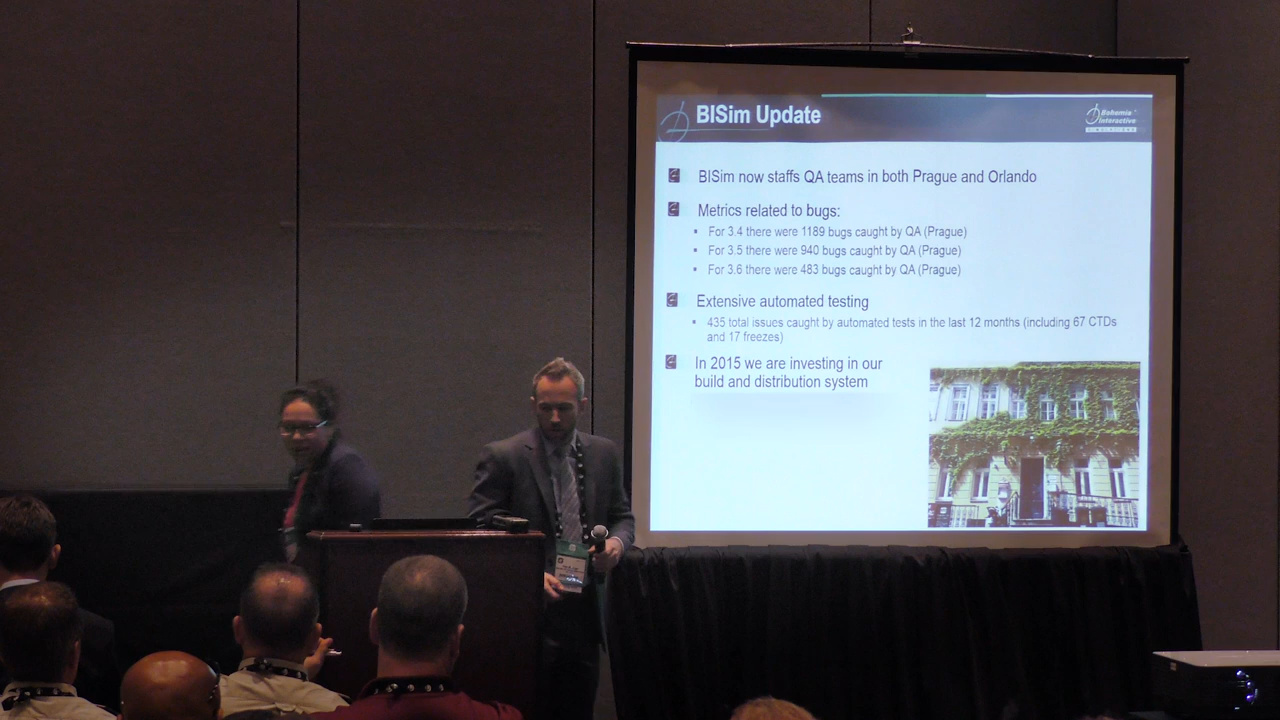 BISim Update
Bohemia
Interactive
SIMULATIONS
BISim now staffs QA teams in both Prague and Orlando
Metrics related to bugs:
For 3.4 there were 1189 bugs caught by QA (Prague)
For 3.5 there were 940 bugs caught by QA (Prague)
For 3.6 there were 483 bugs caught by QA (Prague)
Extensive automated testing
435 total issues caught by automated tests in the last 12 months (including 67 CTDs
and 17 freezes)
In 2015 we are investing in our
build and distribution system